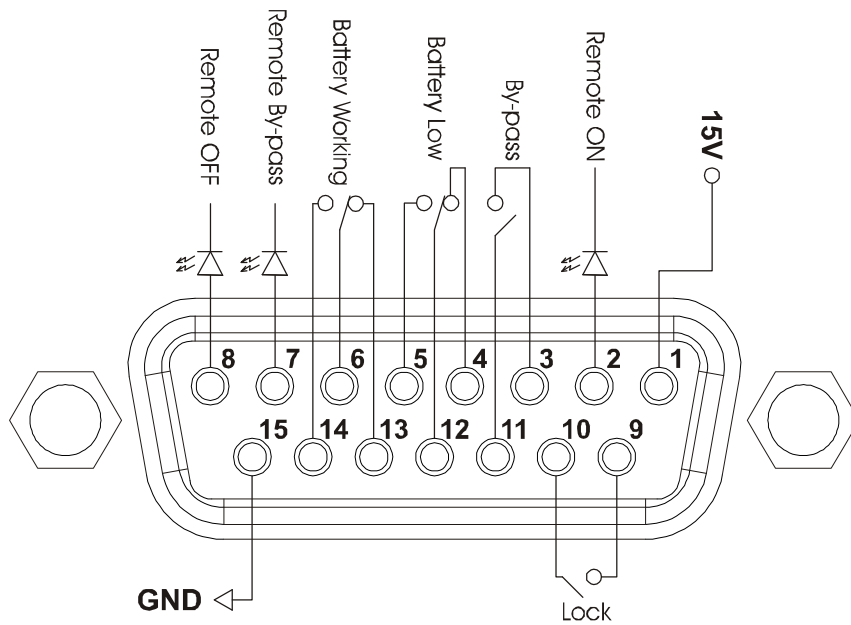 Remote OFF
Remote By-pass
Battery Working
Battery Low
By-pass
Remote ON
15V
8 7 6 5 4 3 2 1
15 14 13 12 11 10 9
GND
Lock